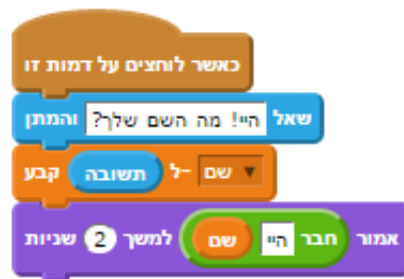 כאשר לוחצים על דמות זו
שאל היי! מה השם שלך? והמתן
קבע שם ל- תשובה
אמור חבר היי שם למשך 2 שניות